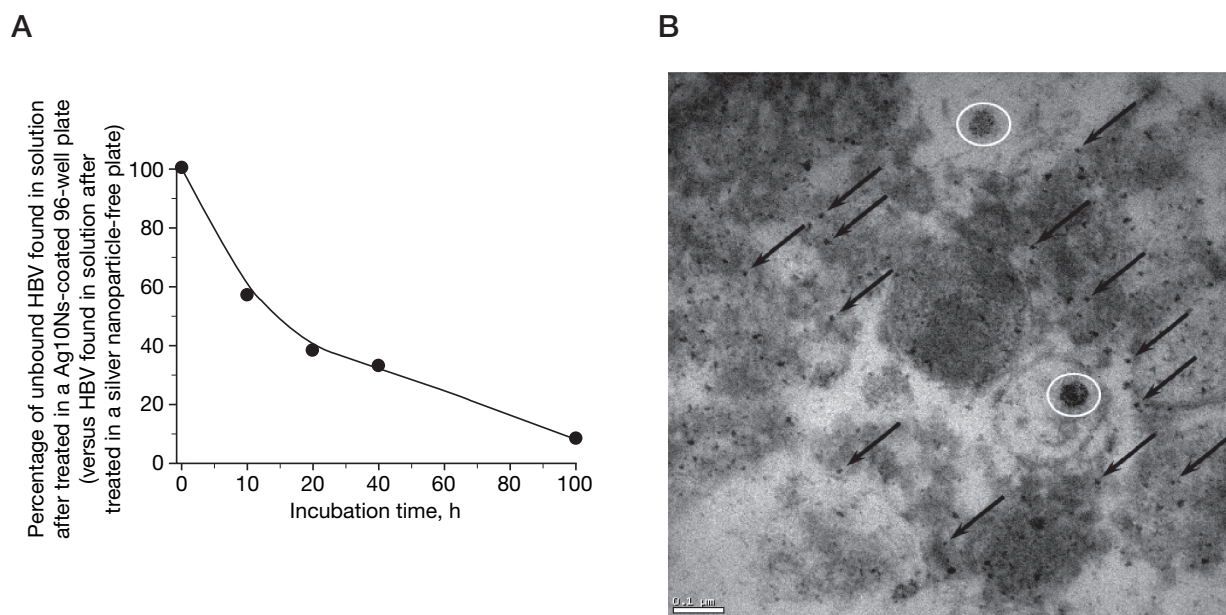 A
B
Percentage of unbound HBV found in solution
after treated in a Ag10Ns-coated 96-well plate
(versus HBV found in solution after
treated in a silver nanoparticle-free plate)
100
80
60
40
20
0
0 10 20 40 60 80 100
Incubation time, h
0.1 µm